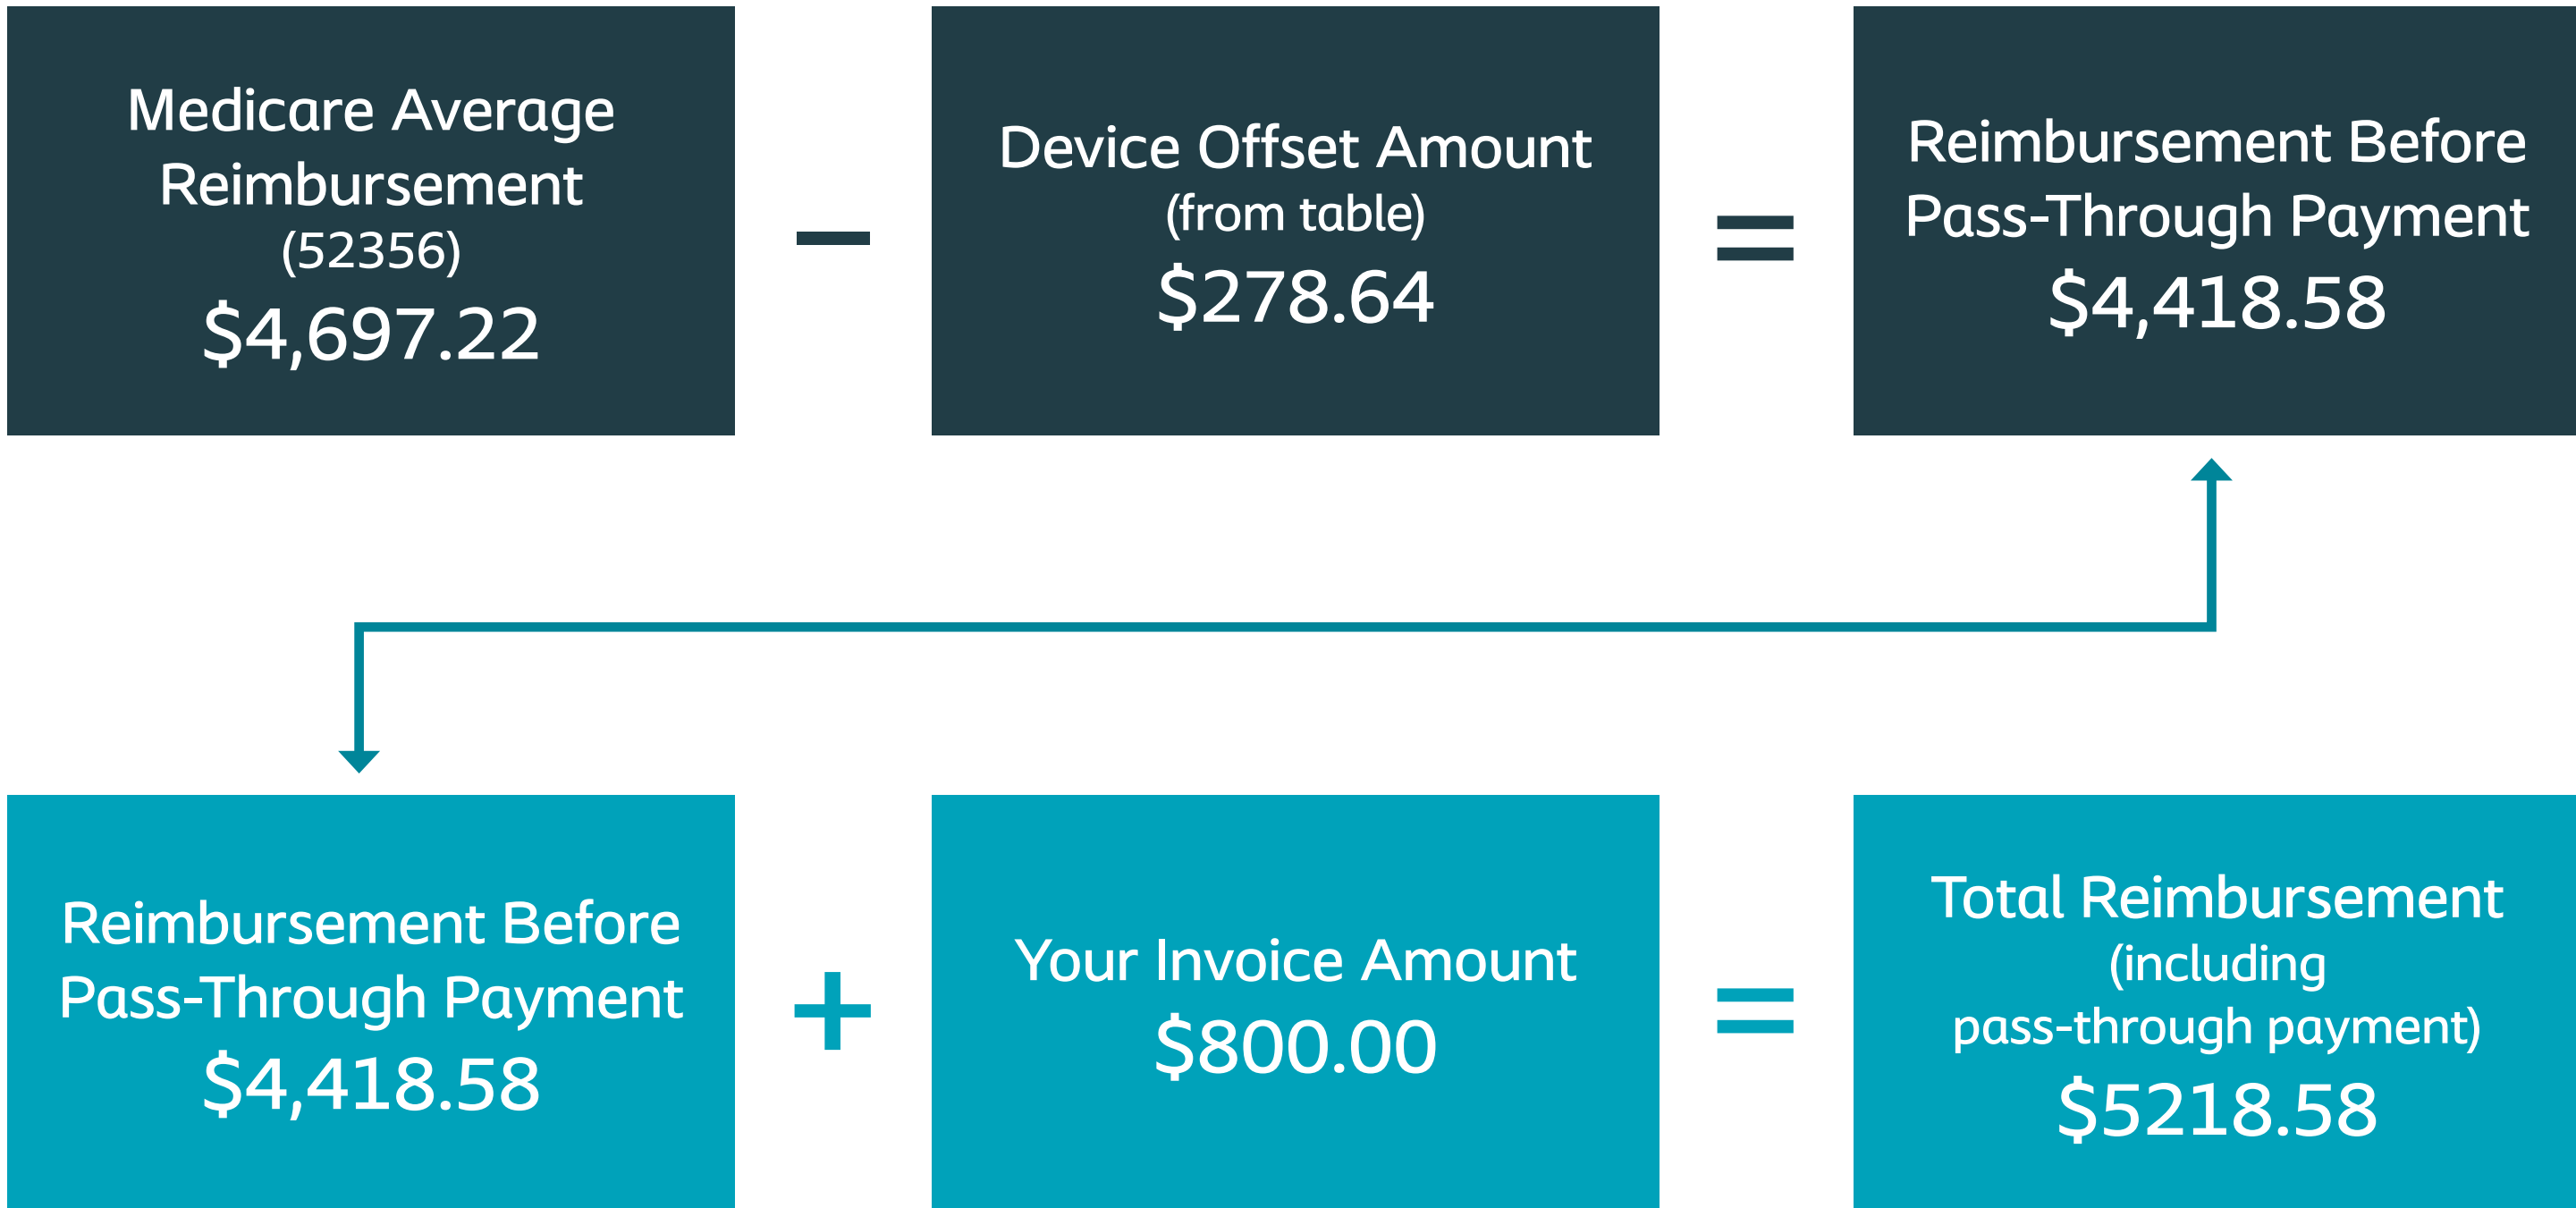 Medicare Average
Reimbursement
(52356)
$4,697.22
−
Device Offset Amount
(from table)
$278.64
=
Reimbursement Before
Pass-Through Payment
$4,418.58
Reimbursement Before
Pass-Through Payment
$4,418.58
+
Your Invoice Amount
$800.00
=
Total Reimbursement
(including
pass-through payment)
$5218.58